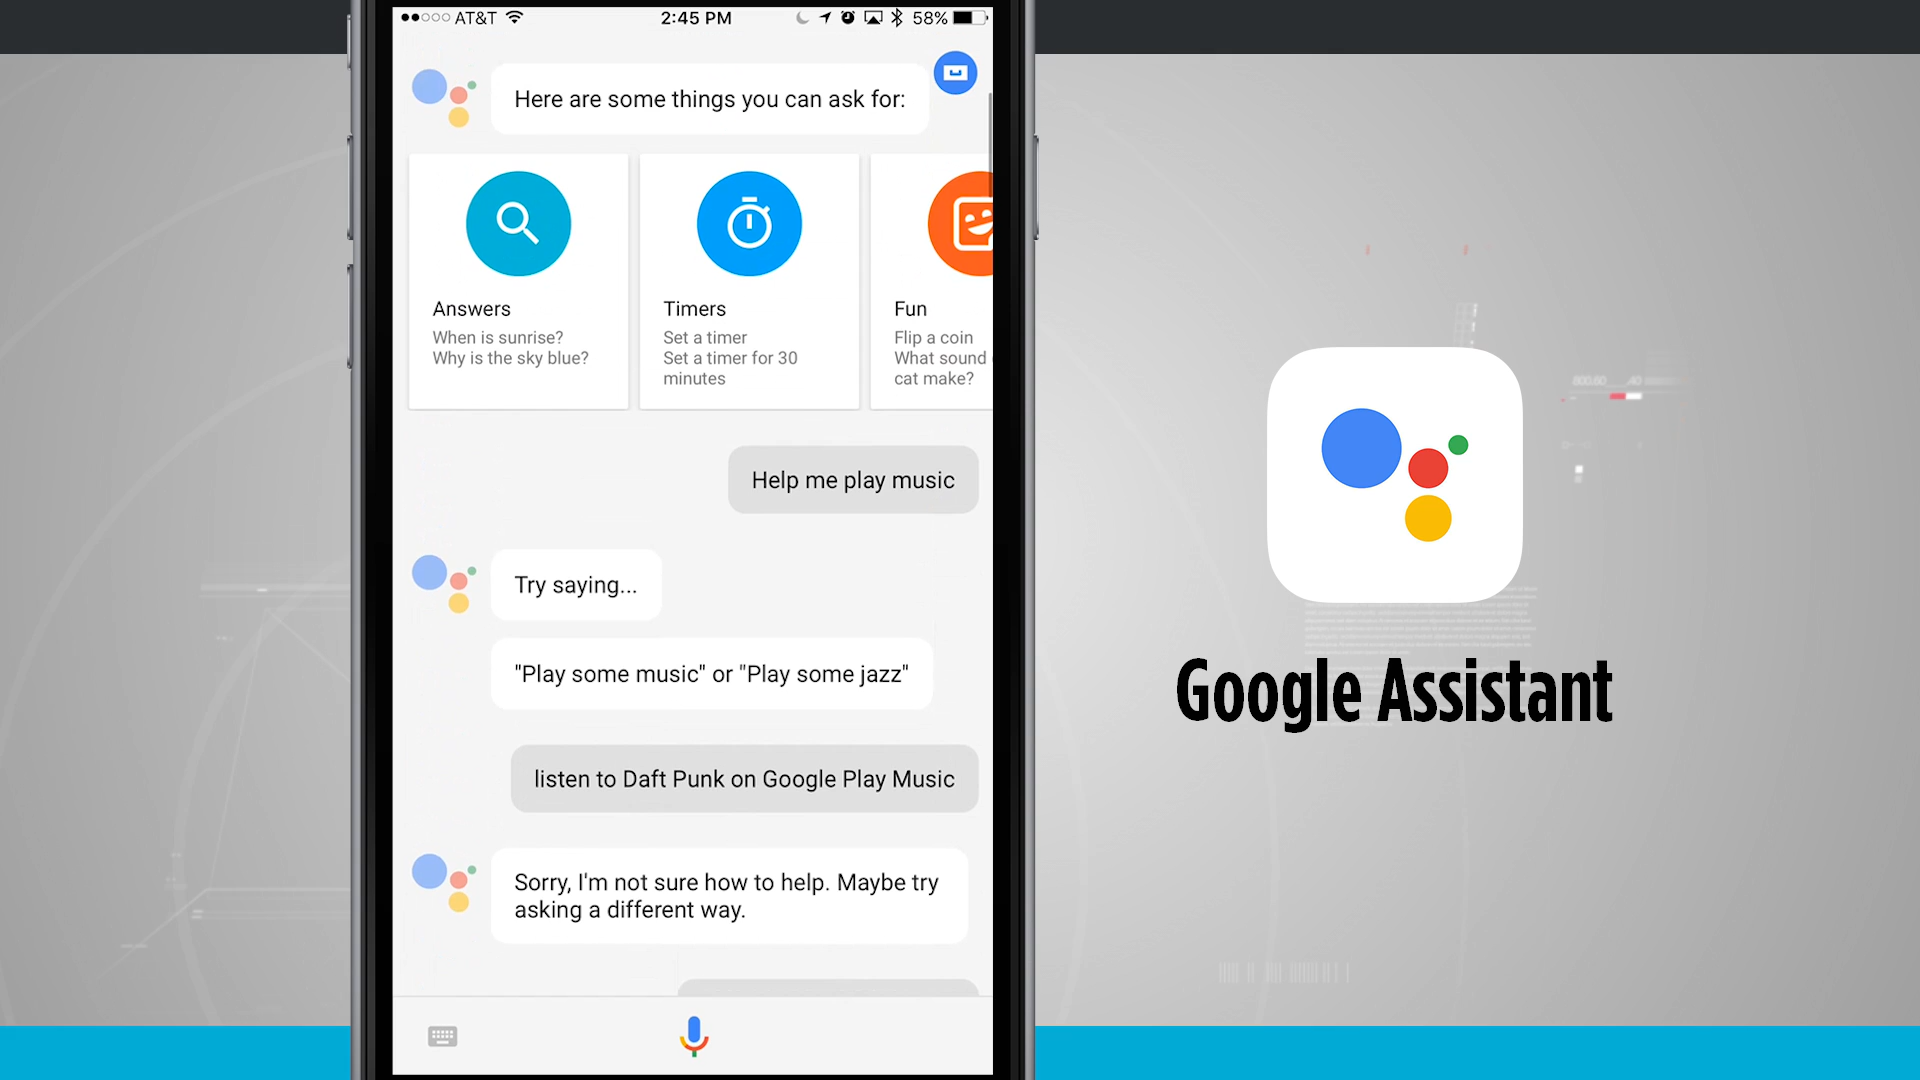 AT&T
2:45 PM
58%
Here are some things you can ask for:
Answers
When is sunrise?
Why is the sky blue?
Timers
Set a timer
Set a timer for 30
minutes
Fun
Flip a coin
What sound
cat make?
Help me play music
Try saying...
"Play some music" or "Play some jazz"
listen to Daft Punk on Google Play Music
Sorry, I'm not sure how to help. Maybe try
asking a different way.
Google Assistant